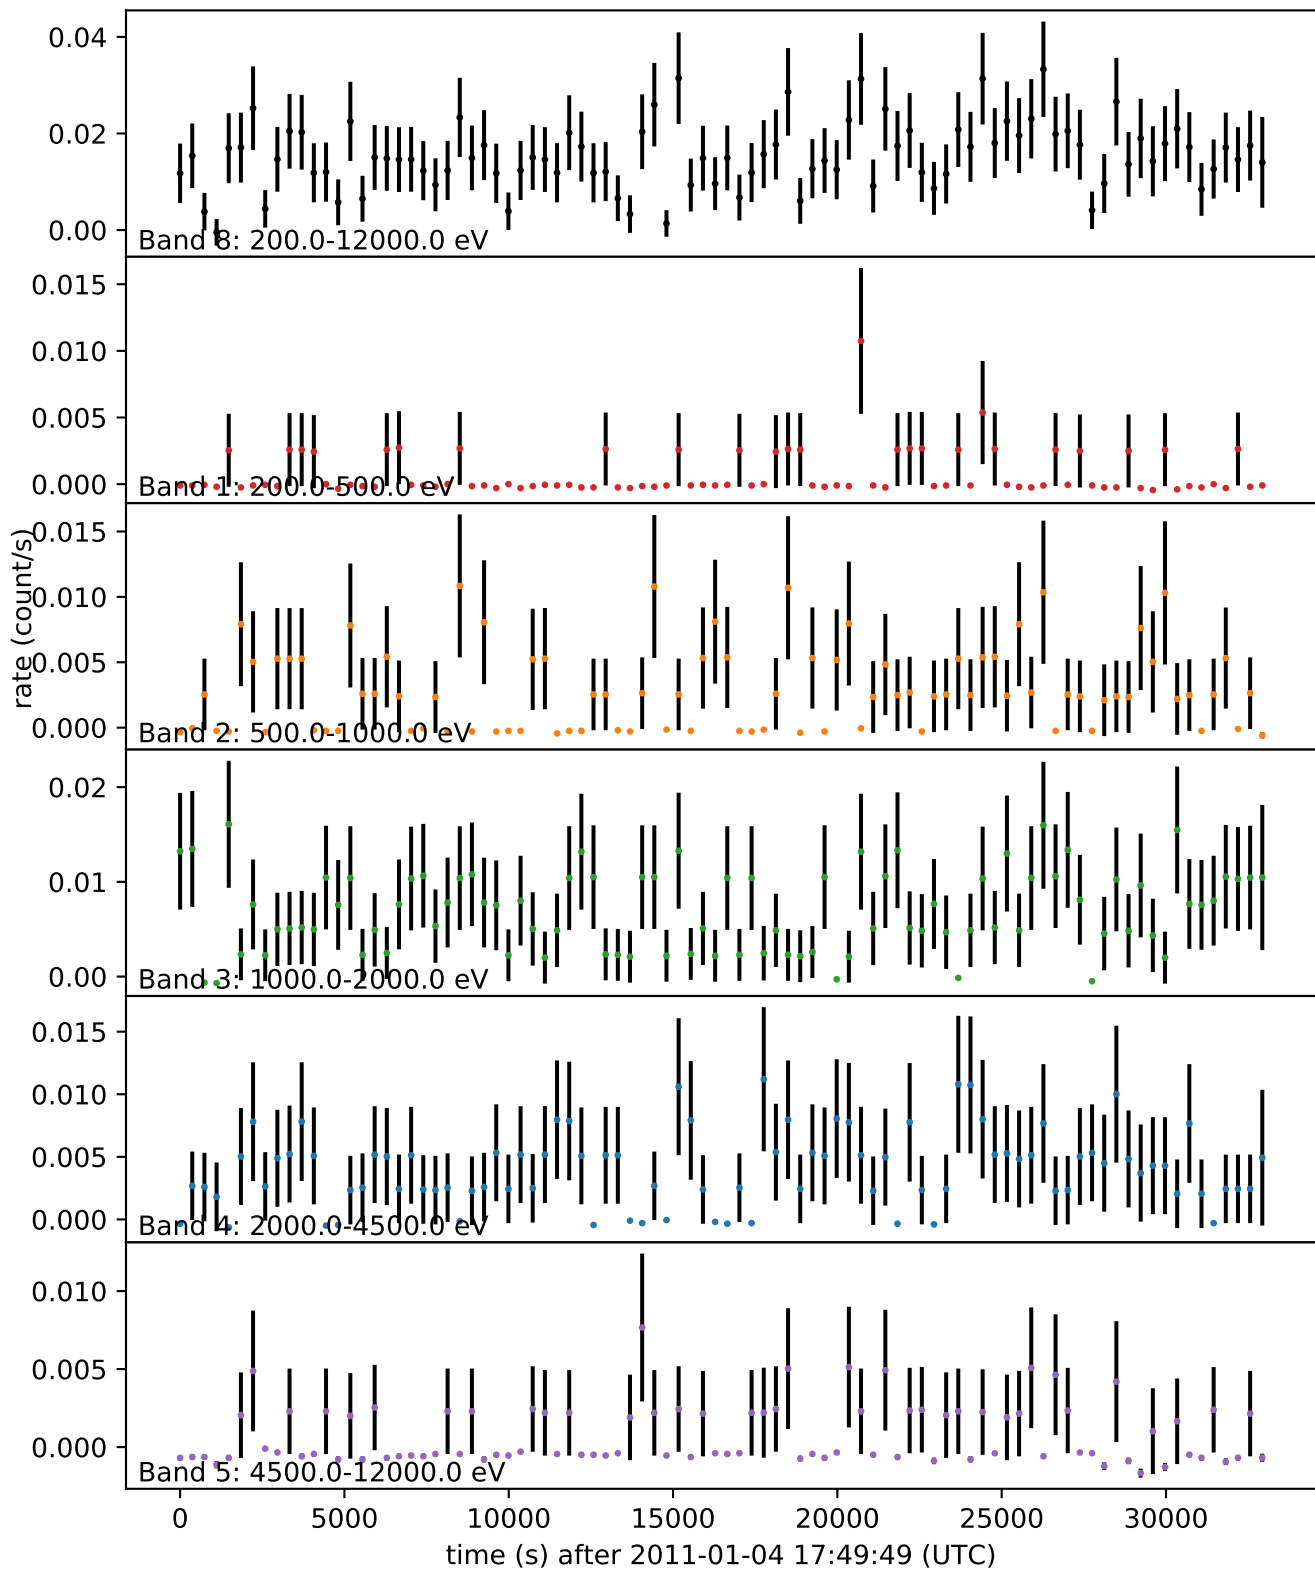 0.04
0.02
0.00
Band 8: 200.0-12000.0 eV
0.015
0.010
0.005
0.000
Band 1: 200.0-500.0 eV
0.015
0.010
0.005
0.000
Band 2: 500.0-1000.0 eV
rate (count/s)
0.02
0.01
0.00
Band 3: 1000.0-2000.0 eV
0.015
0.010
0.005
0.000
Band 4: 2000.0-4500.0 eV
0.010
0.005
0.000
Band 5: 4500.0-12000.0 eV
0 5000 10000 15000 20000 25000 30000
time (s) after 2011-01-04 17:49:49 (UTC)